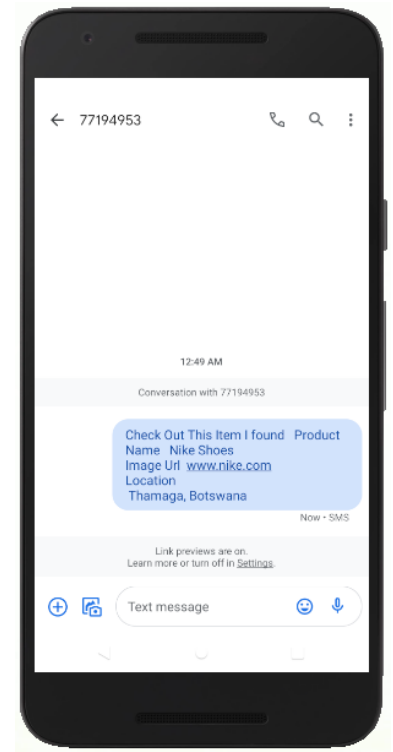 77194953
12:49 AM
Conversation with 77194953
Check Out This Item I found   Product
Name   Nike Shoes
Image Url  www.nike.com
Location
Thamaga, Botswana
Now • SMS
Link previews are on.
Learn more or turn off in Settings.
Text message